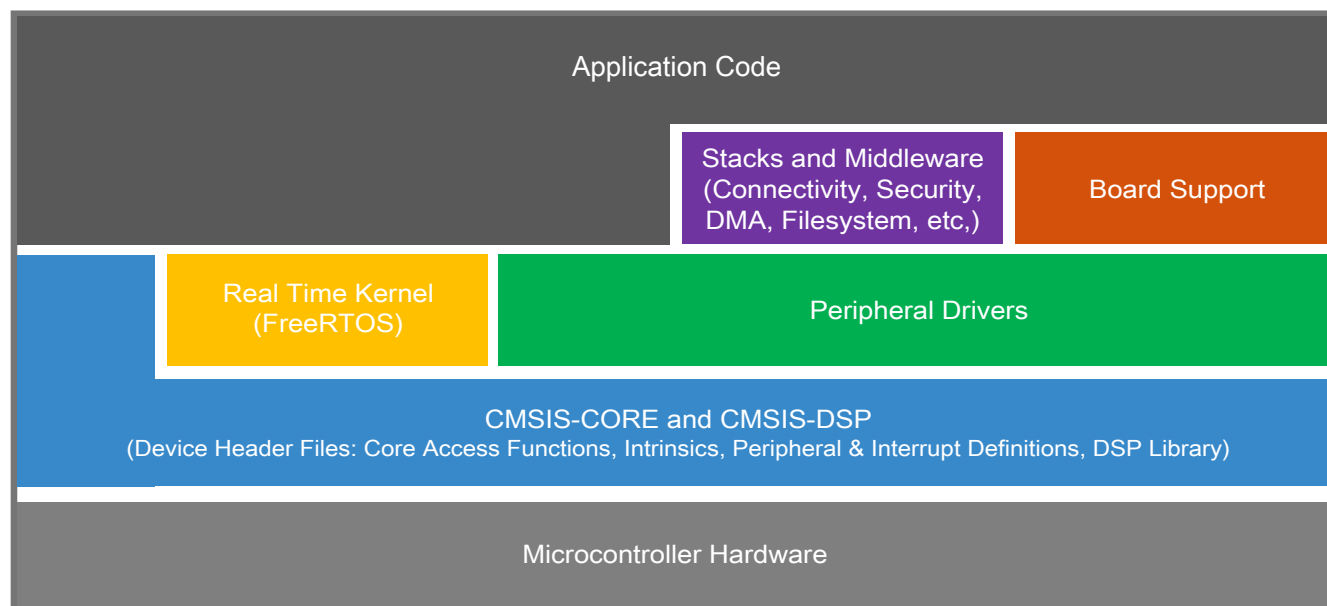 Application Code
Stacks and Middleware
(Connectivity, Security,
DMA, Filesystem, etc,)
Board Support
Real Time Kernel
(FreeRTOS)
Peripheral Drivers
CMSIS-CORE and CMSIS-DSP
(Device Header Files: Core Access Functions, Intrinsics, Peripheral & Interrupt Definitions, DSP Library)
Microcontroller Hardware